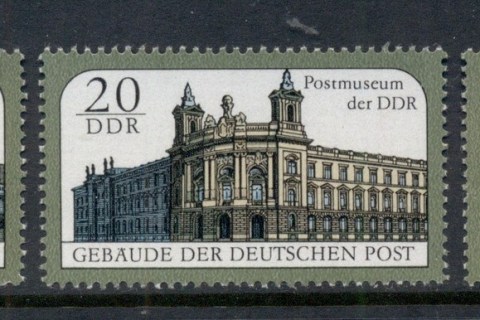 20
DDR
Postmuseum
der DDR
GEBÄUDE DER DEUTSCHEN POST